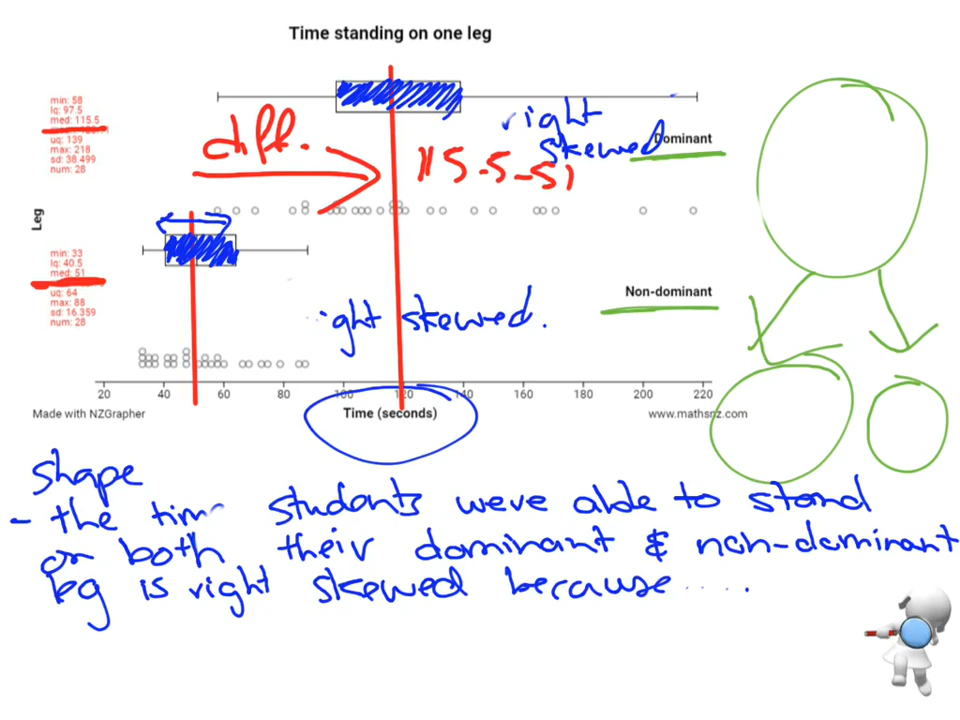 Time standing on one leg
min: 58
lq: 97.5
med: 115.5
uq: 139
max: 218
sd: 38.499
num: 28
diff.
right
skewed
Dominant
115.5-51
Leg
min: 33
lq: 40.5
med: 51
uq: 64
max: 88
sd: 16.359
num: 28
Non-dominant
ight skewed.
20 40 60 80 100 120 140 160 180 200 220
Made with NZGrapher Time (seconds) www.mathsnz.com
shape
- the time students were able to stand
on both their dominant & non-dominant
leg is right skewed because .....